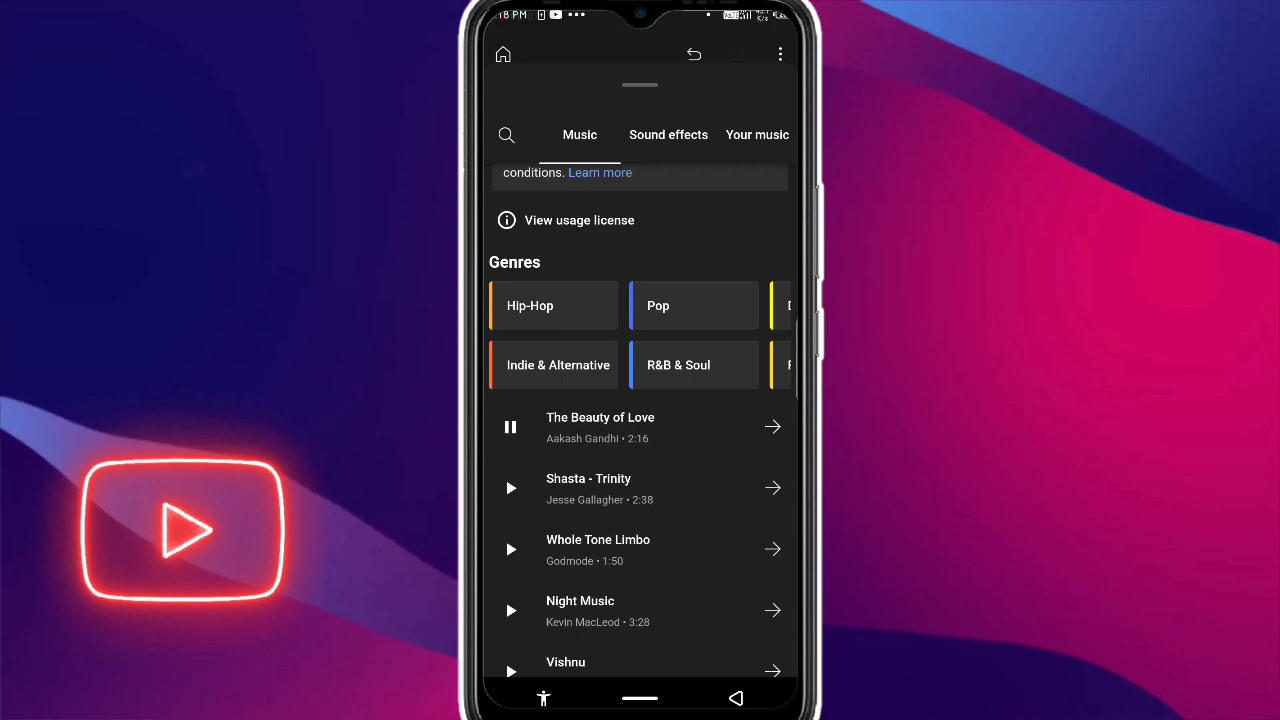 :18 PM
Music Sound effects Your music
conditions. Learn more
View usage license
Genres
Hip-Hop Pop
Indie & Alternative R&B & Soul
The Beauty of Love
Aakash Gandhi • 2:16
Shasta - Trinity
Jesse Gallagher • 2:38
Whole Tone Limbo
Godmode • 1:50
Night Music
Kevin MacLeod • 3:28
Vishnu